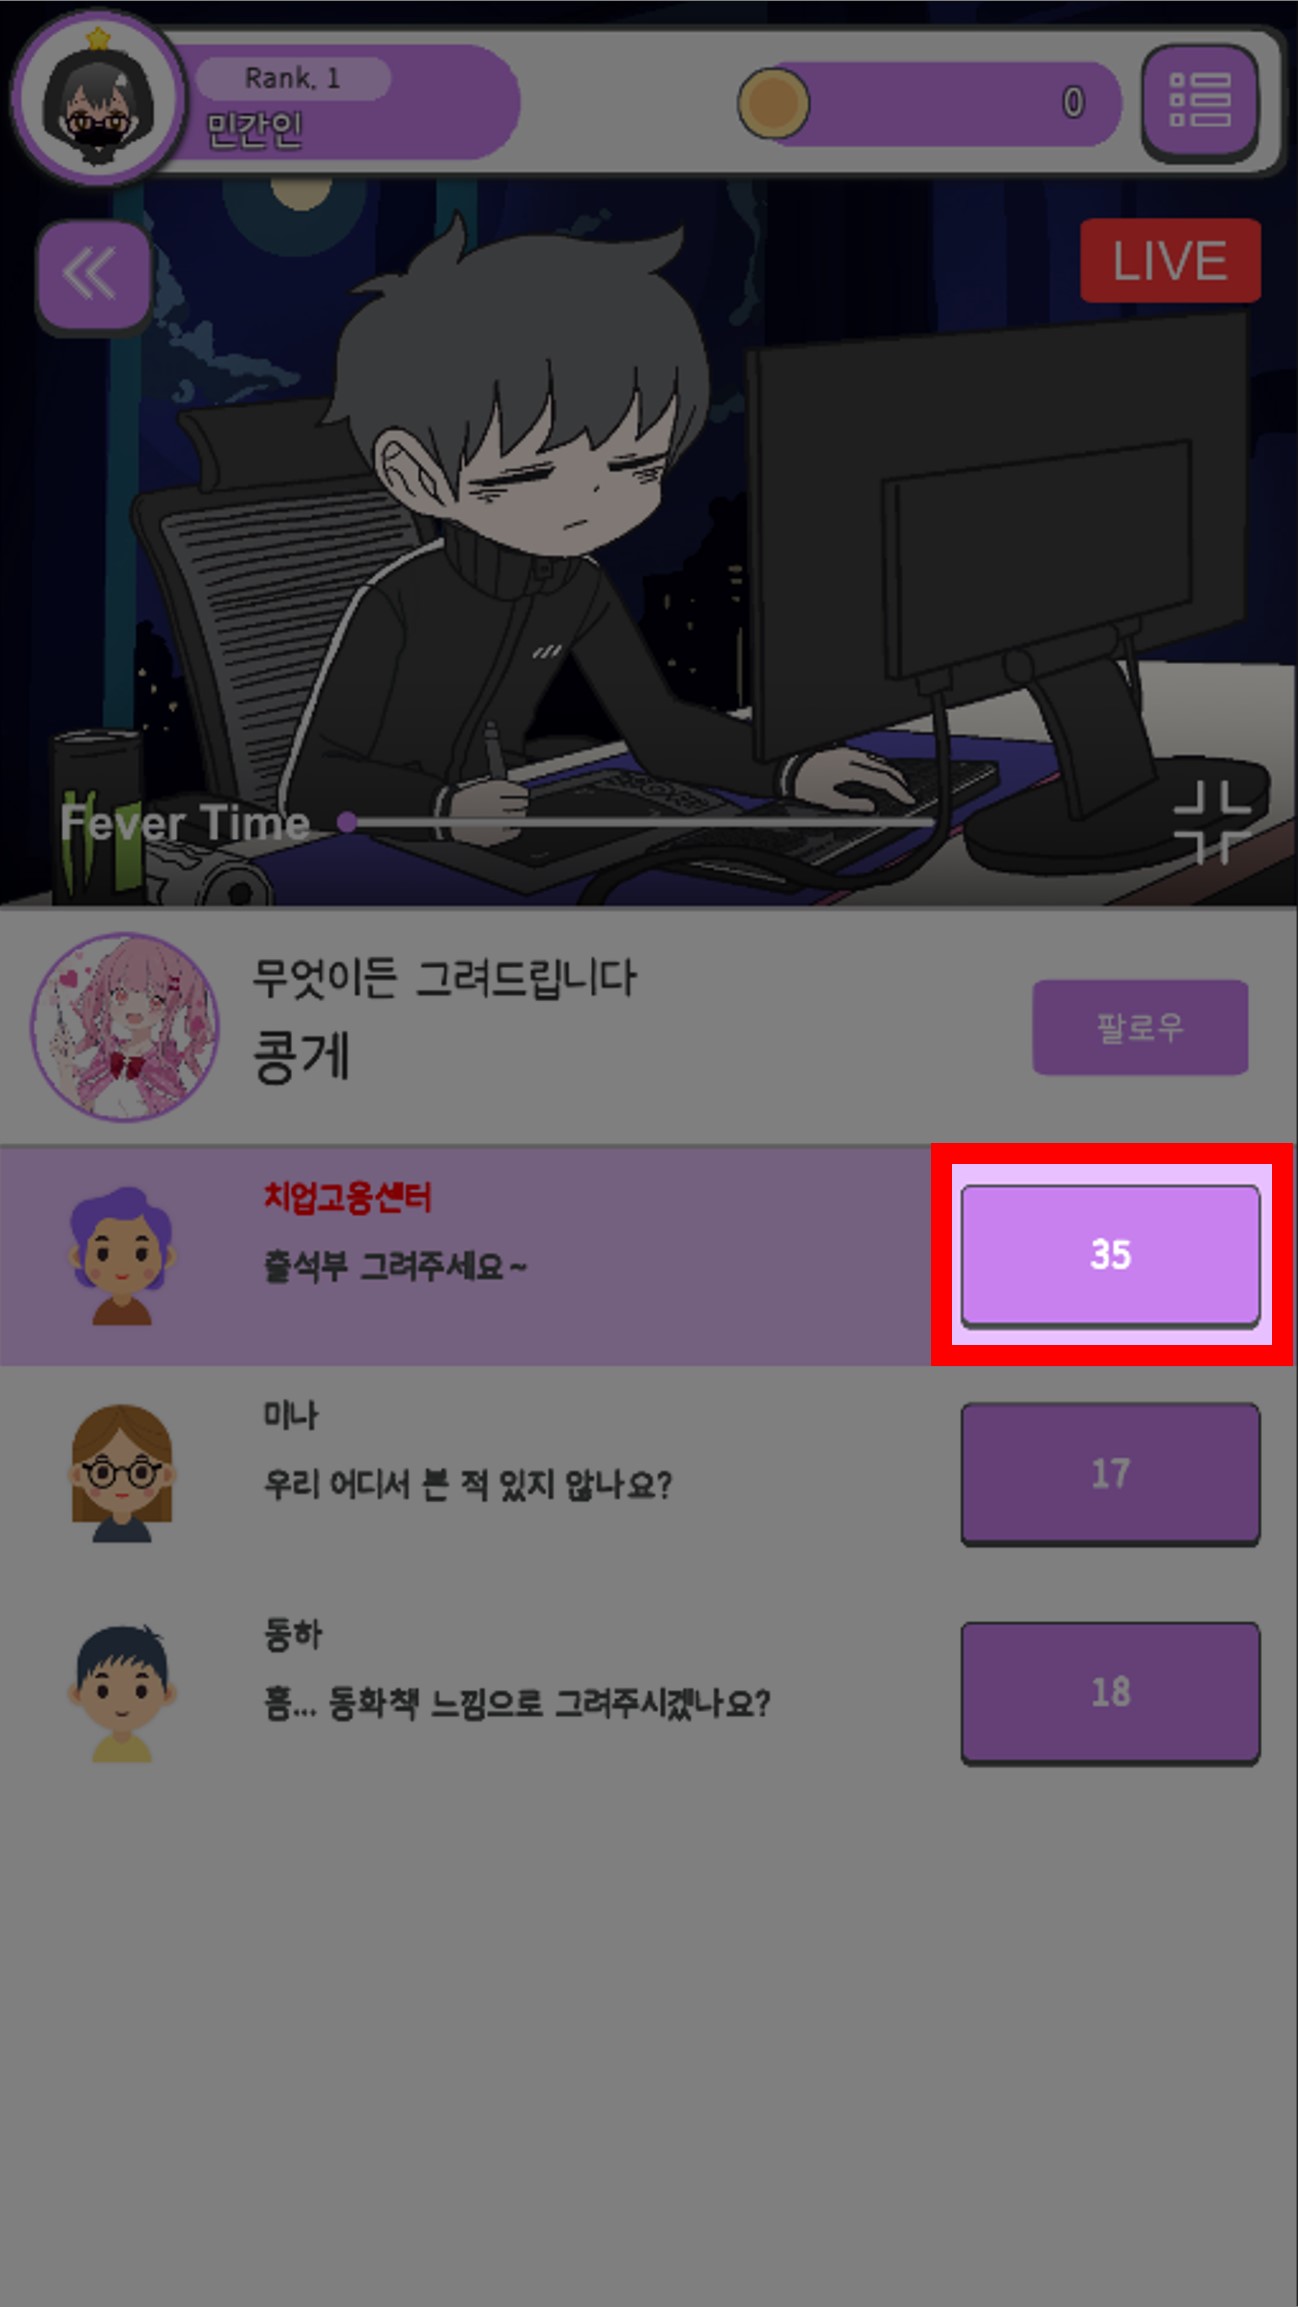 Rank. 1
민간인
0
LIVE
Fever Time
무엇이든 그려드립니다
콩게
팔로우
치업고용센터
출석부 그려주세요~
35
미나
우리 어디서 본 적 있지 않나요?
17
동하
흠... 동화책 느낌으로 그려주시겠나요?
18